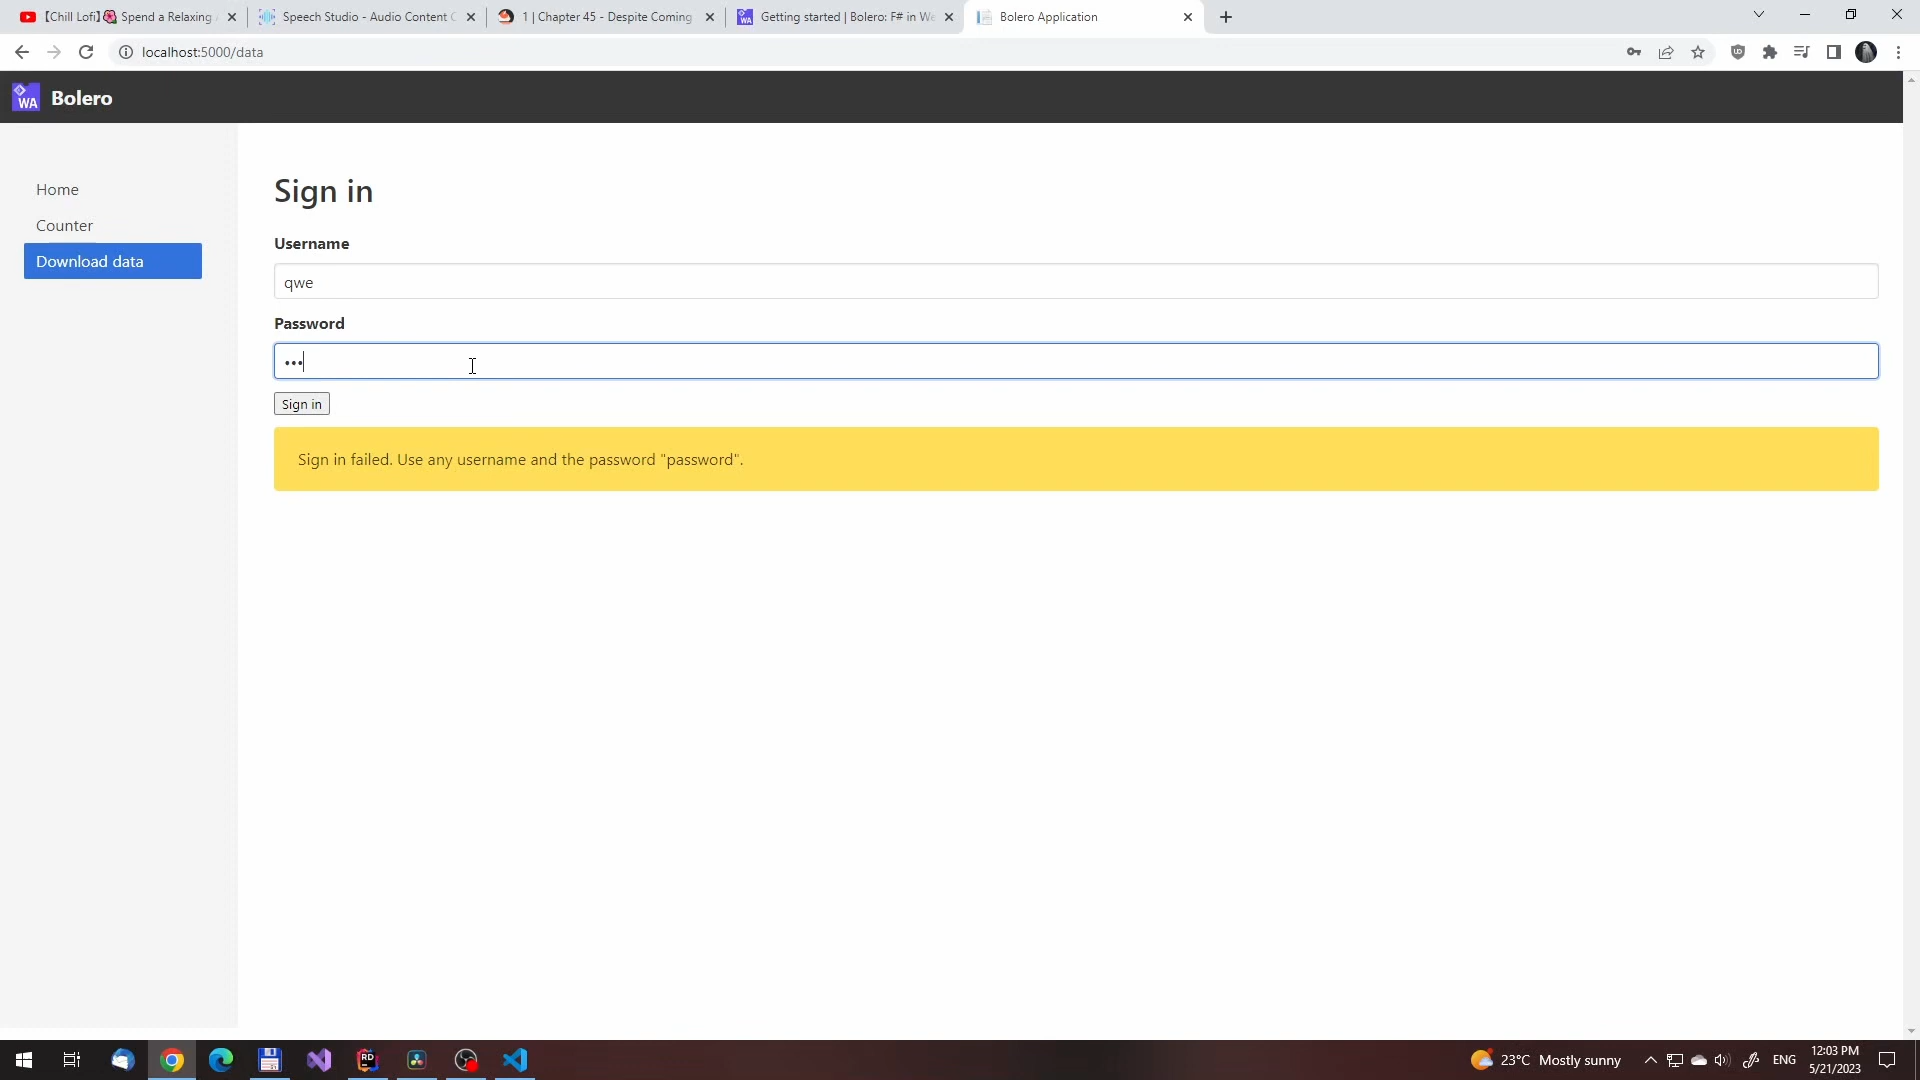 【Chill Lofi】🌺 Spend a Relaxing
Speech Studio - Audio Content C
1 | Chapter 45 - Despite Coming
Getting started | Bolero: F# in We
Bolero Application
localhost:5000/data
WA
Bolero
Home
Counter
Download data
Sign in
Username
qwe
Password
•••
Sign in
Sign in failed. Use any username and the password "password".
23°C Mostly sunny
ENG
12:03 PM
5/21/2023